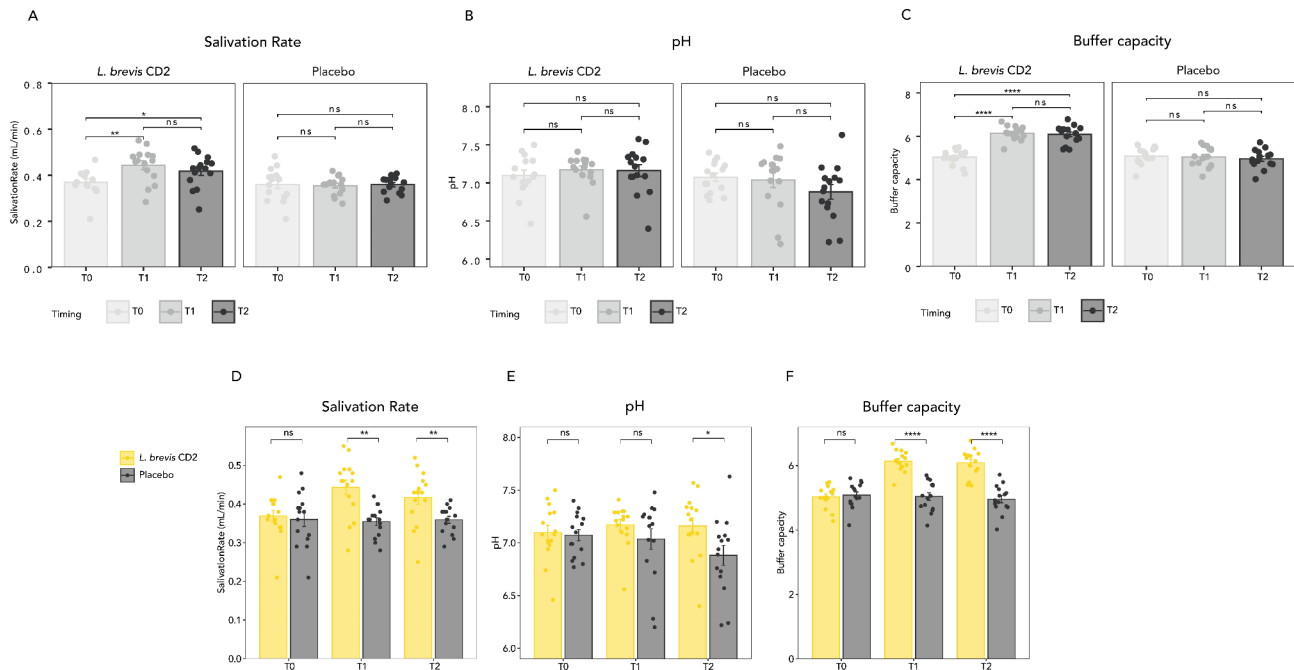 A
B
C
Salivation Rate
pH
Buffer capacity
L. brevis CD2
Placebo
L. brevis CD2
Placebo
L. brevis CD2
Placebo
SalivationRate (mL/min)
0.8
0.6
0.4
0.2
0.0
*
ns
**
ns
ns
ns
T0
T1
T2
T0
T1
T2
pH
8.0
7.5
7.0
6.0
ns
ns
ns
ns
ns
ns
T0
T1
T2
T0
T1
T2
Buffer capacity
8
6
4
2
0
****
ns
****
ns
ns
ns
T0
T1
T2
T0
T1
T2
Timing T0 T1 T2
Timing T0 T1 T2
Timing T0 T1 T2
D
E
F
Salivation Rate
pH
Buffer capacity
L. brevis CD2
Placebo
SalivationRate (mL/min)
0.5
0.4
0.3
0.2
0.1
0.0
ns
**
**
T0
T1
T2
pH
8.0
7.5
7.0
6.5
6.0
ns
ns
*
T0
T1
T2
Buffer capacity
6
4
2
0
ns
****
****
T0
T1
T2